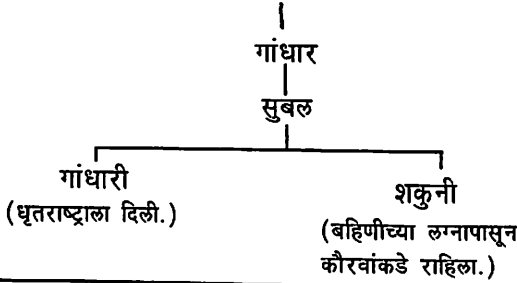 गांधार
सुबल
गांधारी
(धृतराष्ट्राला दिली.)
शकुनी
(बहिणीच्या लग्नापासून
कौरवांकडे राहिला.)